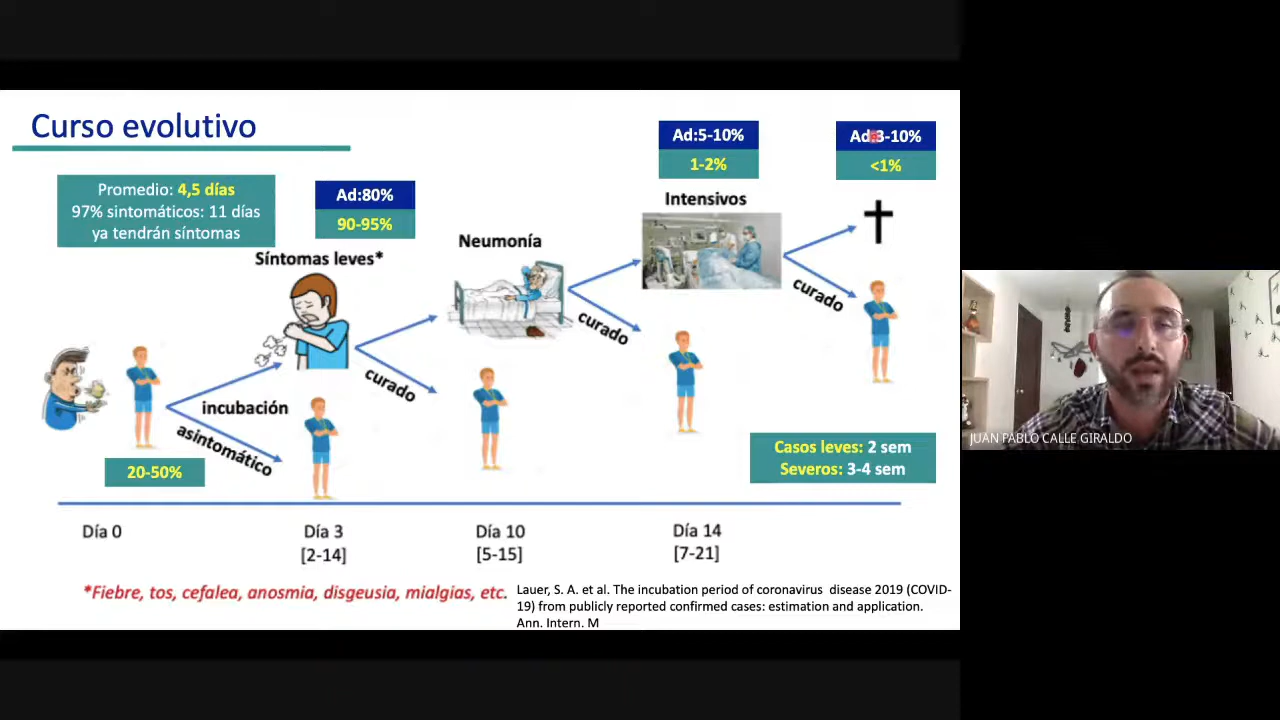 Curso evolutivo
Promedio: 4,5 días
97% sintomáticos: 11 días
ya tendrán síntomas
Ad:80%
90-95%
Síntomas leves*
Neumonía
Ad:5-10%
1-2%
Intensivos
Ad:3-10%
<1%
curado
curado
curado
incubación
asintomático
20-50%
Casos leves: 2 sem
Severos: 3-4 sem
Día 0
Día 3
[2-14]
Día 10
[5-15]
Día 14
[7-21]
*Fiebre, tos, cefalea, anosmia, disgeusia, mialgias, etc.
Lauer, S. A. et al. The incubation period of coronavirus disease 2019 (COVID-
19) from publicly reported confirmed cases: estimation and application.
Ann. Intern. M
JUAN PABLO CALLE GIRALDO